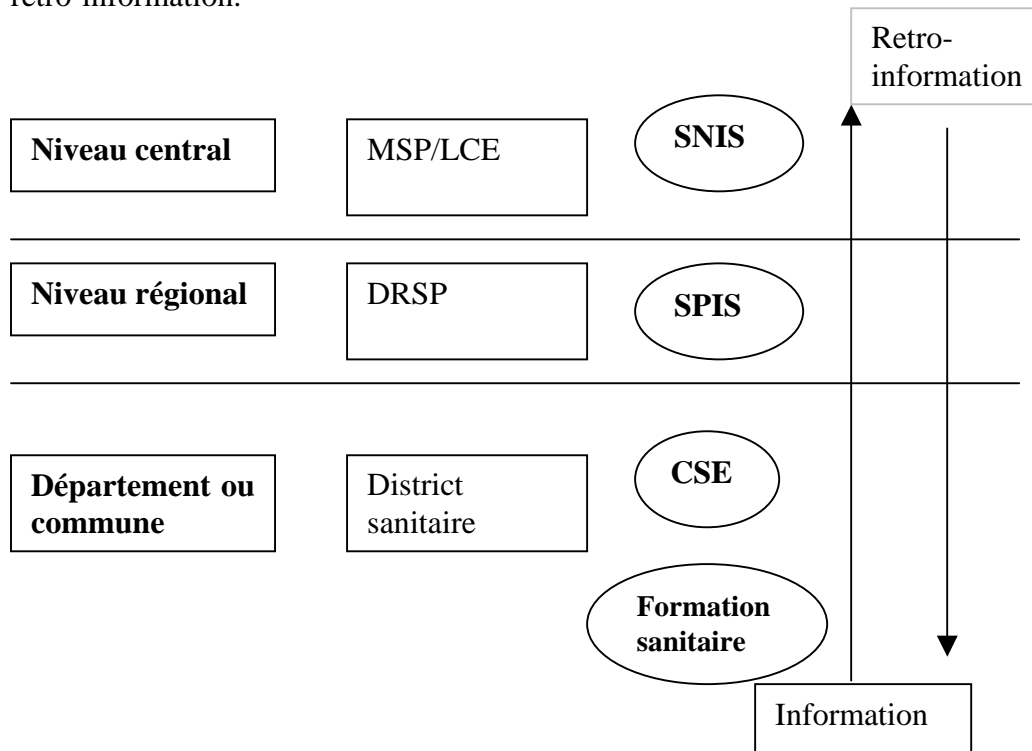 retro-information.
Retro-
information
Niveau central
MSP/LCE
SNIS
Niveau régional
DRSP
SPIS
Département ou
commune
District
sanitaire
CSE
Formation
sanitaire
Information